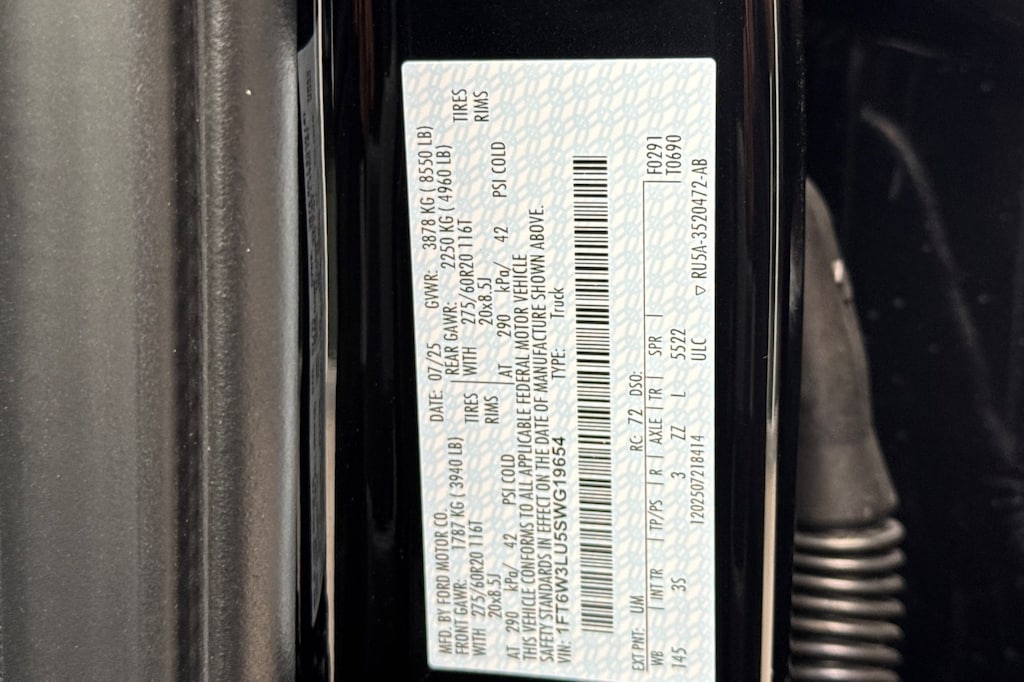 MFD. BY FORD MOTOR CO. DATE: 07/25 GVWR: 3878 KG ( 8550 LB)
FRONT GAWR: 1787 KG ( 3940 LB) REAR GAWR: 2250 KG ( 4960 LB)
WITH 275/60R20 116T TIRES WITH 275/60R20 116T TIRES
20x8.5J RIMS 20x8.5J RIMS
AT 290 kPa/ 42 PSI COLD AT 290 kPa/ 42 PSI COLD
THIS VEHICLE CONFORMS TO ALL APPLICABLE FEDERAL MOTOR VEHICLE
SAFETY STANDARDS IN EFFECT ON THE DATE OF MANUFACTURE SHOWN ABOVE.
VIN: 1FT6W3LU5SWG19654 TYPE: Truck
EXT PNT: UM RC: 72 DSO: F0291
WB INT TR TP/PS R AXLE TR SPR T0690
145 3S 3 ZZ L 5522
1202507218414 ULC ▽ RU5A-3520472-AB